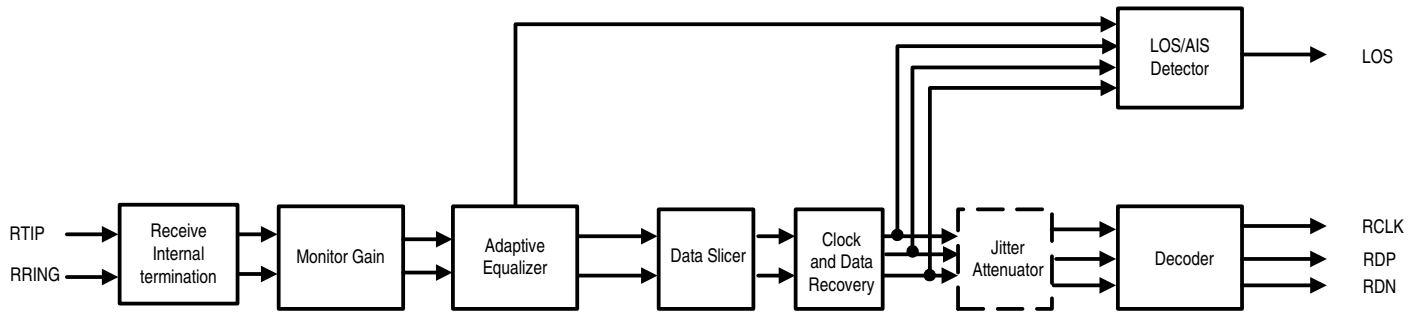 LOS/AIS
Detector
LOS
RTIP
RRING
Receive
Internal
termination
Monitor Gain
Adaptive
Equalizer
Data Slicer
Clock
and Data
Recovery
Jitter
Attenuator
Decoder
RCLK
RDP
RDN